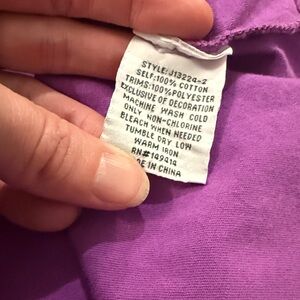 STYLE: J13224-2
SELF:100% COTTON
TRIMS:100%POLYESTER
EXCLUSIVE OF DECORATION
MACHINE WASH COLD
ONLY NON-CHLORINE
BLEACH WHEN NEEDED
TUMBLE DRY LOW
WARM IRON
RN#149414
DE IN CHINA